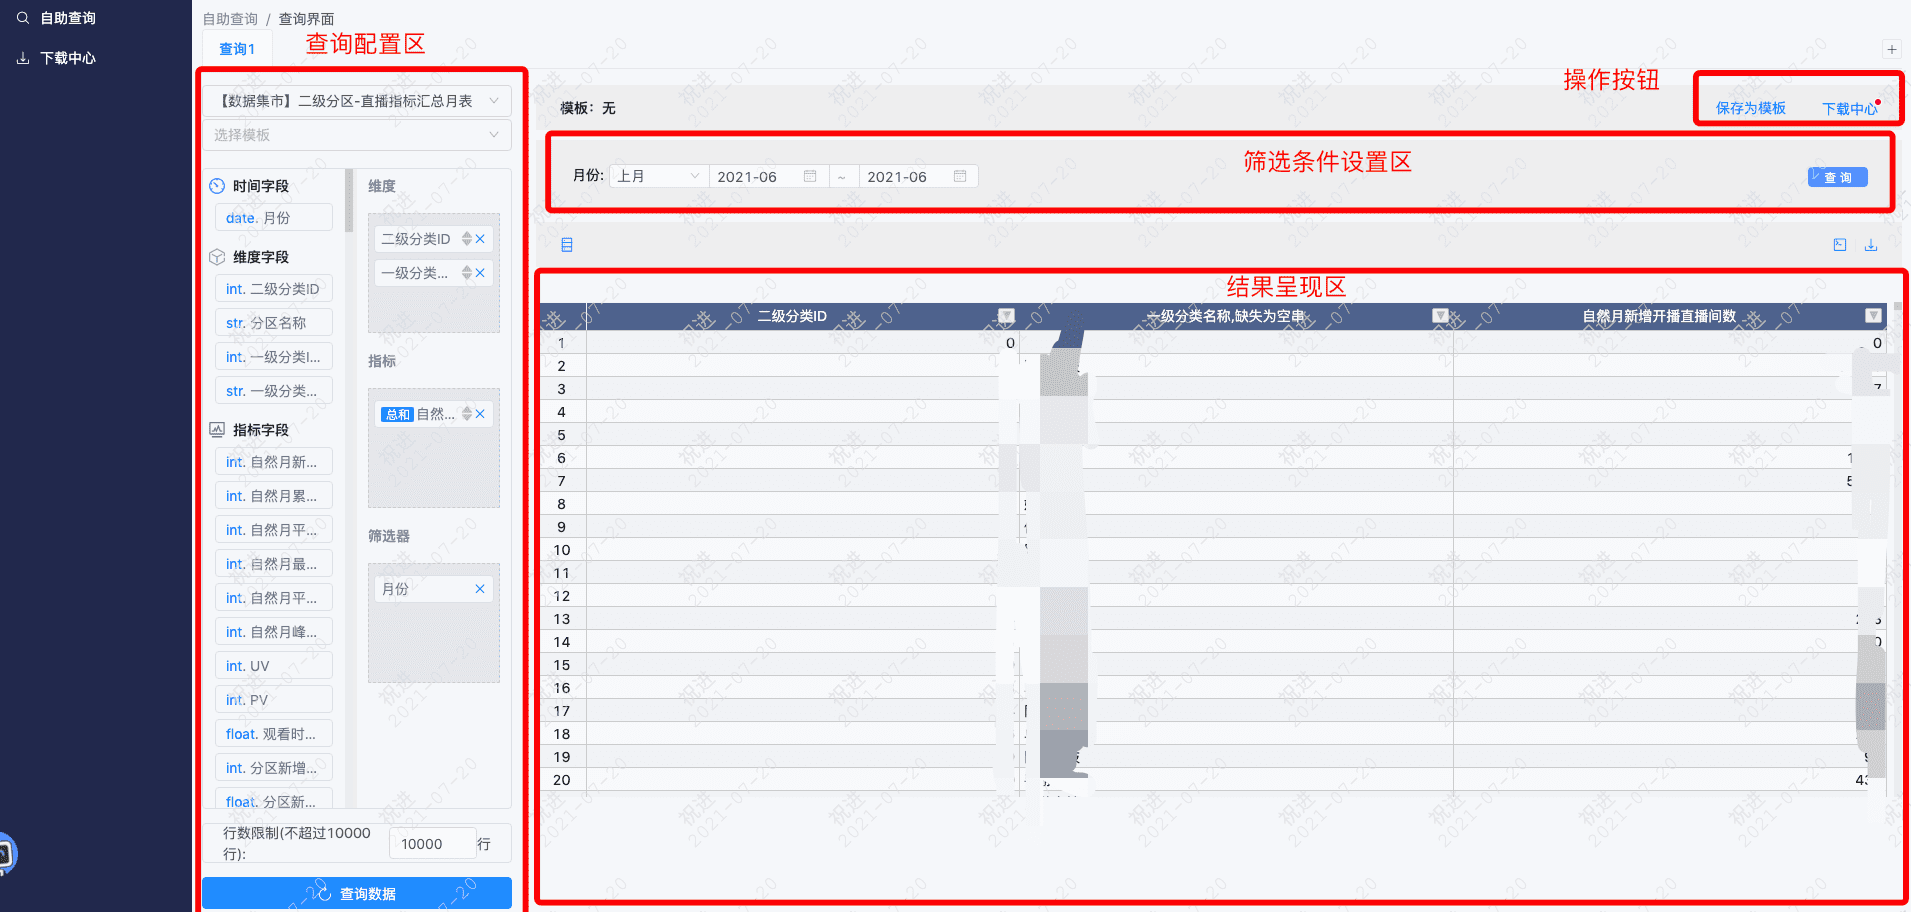 自助查询
下载中心
自助查询 / 查询界面
查询1
查询配置区
【数据集市】二级分区-直播指标汇总月表
选择模板
时间字段
date. 月份
维度字段
int. 二级分类ID
str. 分区名称
int. 一级分类I...
str. 一级分类...
指标字段
int. 自然月新...
int. 自然月累...
int. 自然月平...
int. 自然月最...
int. 自然月平...
int. 自然月峰...
int. UV
int. PV
float. 观看时...
int. 分区新增...
float. 分区新...
维度
二级分类ID
一级分类...
指标
总和 自然...
筛选器
月份
行数限制(不超过10000
行):
10000 行
查询数据
操作按钮
模板：无
保存为模板
下载中心
筛选条件设置区
月份: 上月 2021-06 ~ 2021-06
查 询
结果呈现区
二级分类ID 一级分类名称,缺失为空串 自然月新增开播直播间数
1 0 0
2
3
4
5
6
7
8
9
10
11
12
13
14
15
16
17
18
19
20
祝进
2021-07-20